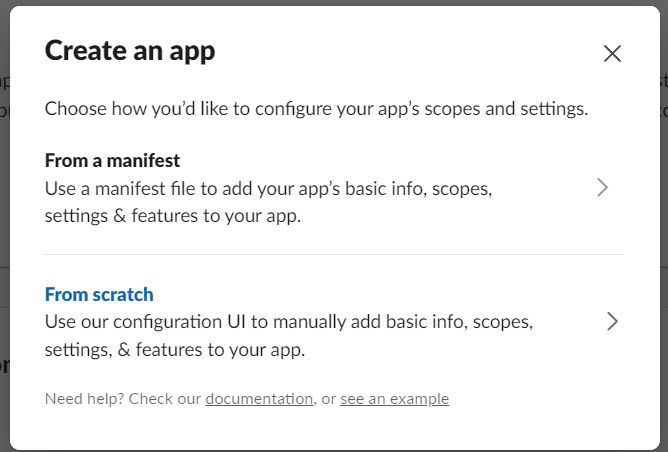 Create an app
Choose how you’d like to configure your app’s scopes and settings.
From a manifest
Use a manifest file to add your app’s basic info, scopes,
settings & features to your app.
From scratch
Use our configuration UI to manually add basic info, scopes,
settings, & features to your app.
Need help? Check our documentation, or see an example